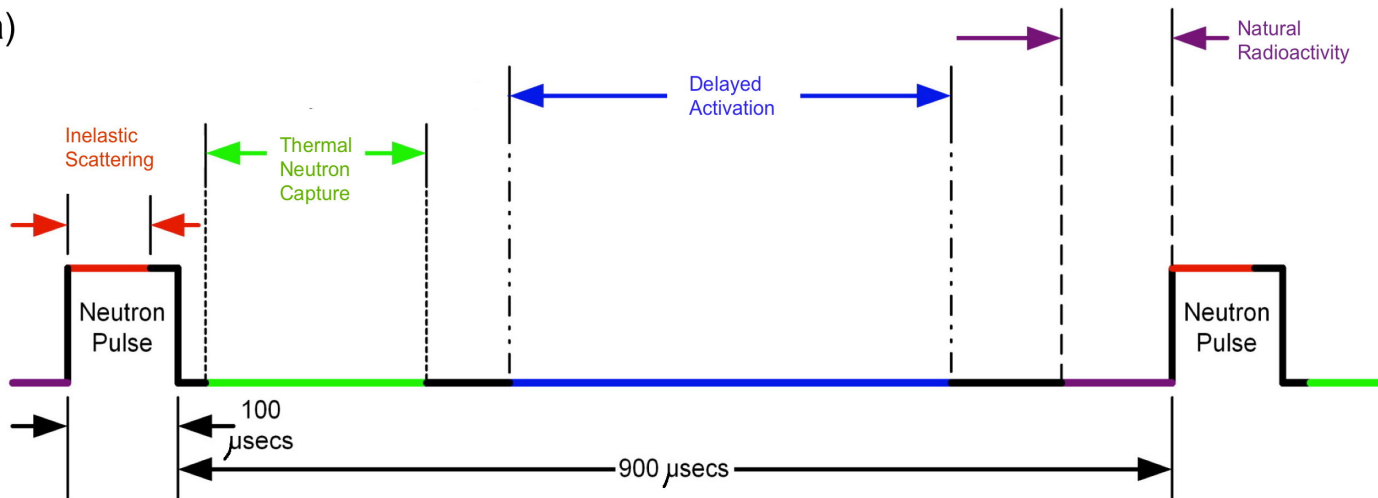 a)
Natural
Radioactivity
Delayed
Activation
Inelastic
Scattering
Thermal
Neutron
Capture
Neutron
Pulse
Neutron
Pulse
100
μsecs
900 μsecs